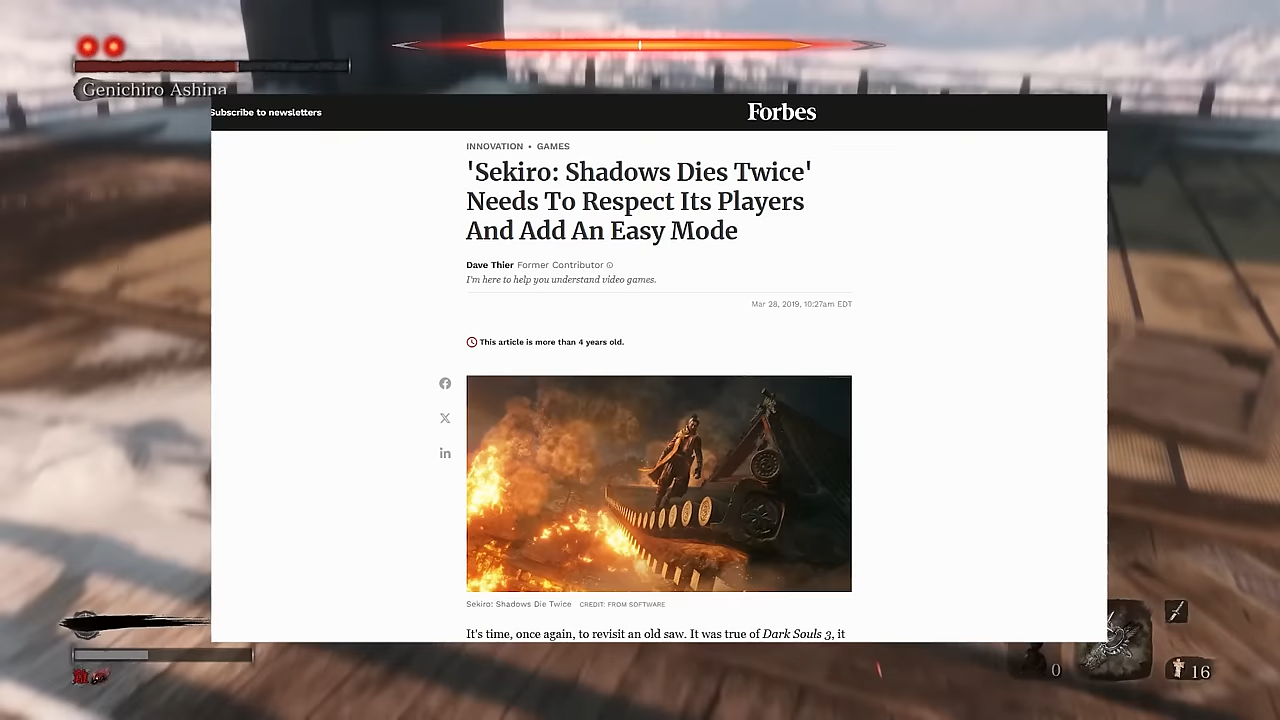 Genichiro Ashina
Subscribe to newsletters
Forbes
INNOVATION • GAMES
'Sekiro: Shadows Dies Twice'
Needs To Respect Its Players
And Add An Easy Mode
Dave Thier Former Contributor
I'm here to help you understand video games.
Mar 28, 2019, 10:27am EDT
This article is more than 4 years old.
Sekiro: Shadows Die Twice CREDIT: FROM SOFTWARE
It's time, once again, to revisit an old saw. It was true of Dark Souls 3, it
0
16